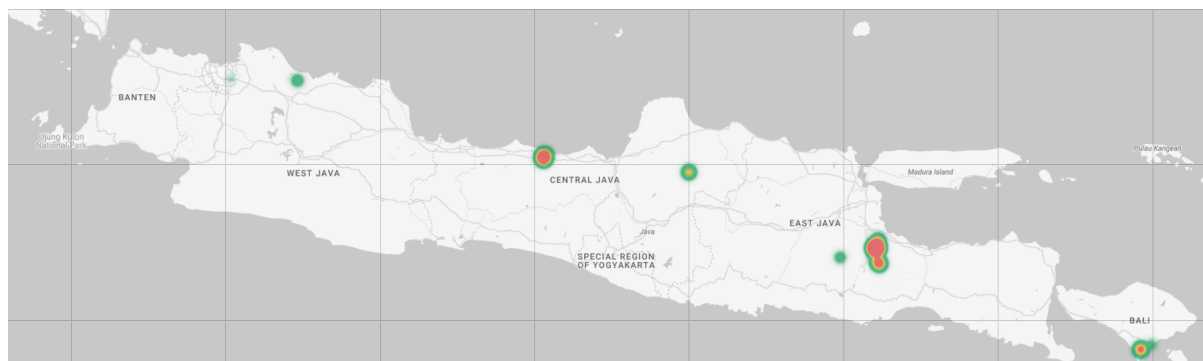 BANTEN
Ujung Kulon
National Park
WEST JAVA
CENTRAL JAVA
Java
SPECIAL REGION
OF YOGYAKARTA
EAST JAVA
Madura Island
Pulau Kangean
BALI